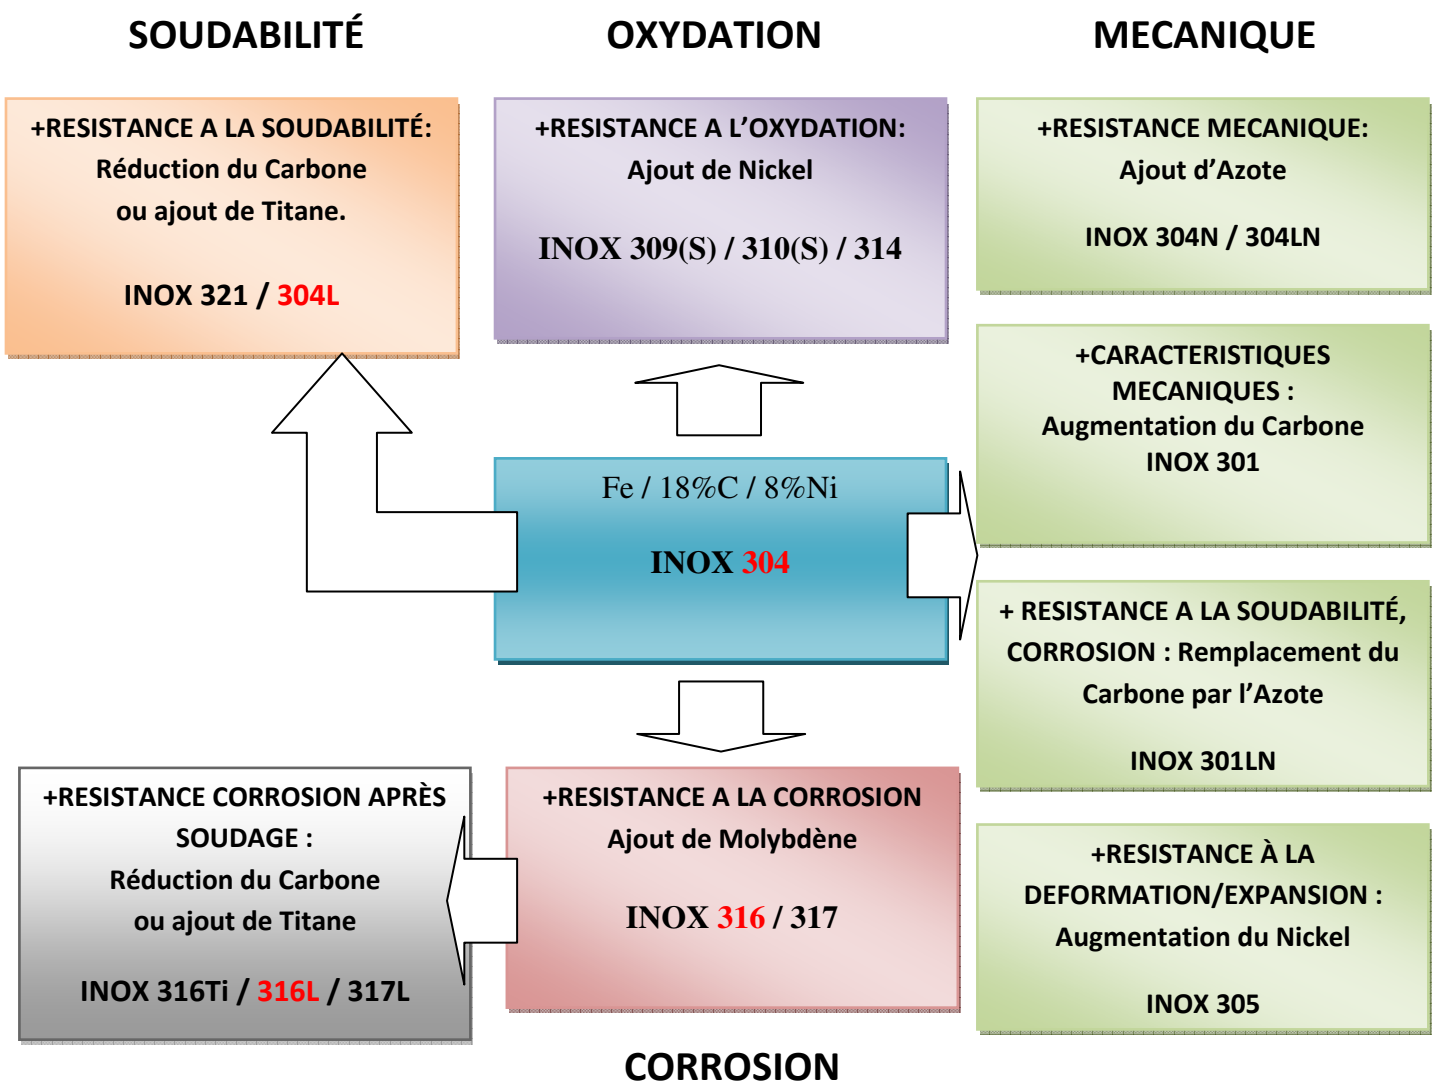 SOUDABILITÉ
OXYDATION
MECANIQUE
+RESISTANCE A LA SOUDABILITÉ:
Réduction du Carbone
ou ajout de Titane.
INOX 321 / 304L
+RESISTANCE A L’OXYDATION:
Ajout de Nickel
INOX 309(S) / 310(S) / 314
+RESISTANCE MECANIQUE:
Ajout d’Azote
INOX 304N / 304LN
+CARACTERISTIQUES
MECANIQUES :
Augmentation du Carbone
INOX 301
Fe / 18%C / 8%Ni
INOX 304
+ RESISTANCE A LA SOUDABILITÉ,
CORROSION : Remplacement du
Carbone par l’Azote
INOX 301LN
+RESISTANCE CORROSION APRÈS
SOUDAGE :
Réduction du Carbone
ou ajout de Titane
INOX 316Ti / 316L / 317L
+RESISTANCE A LA CORROSION
Ajout de Molybdène
INOX 316 / 317
+RESISTANCE À LA
DEFORMATION/EXPANSION :
Augmentation du Nickel
INOX 305
CORROSION